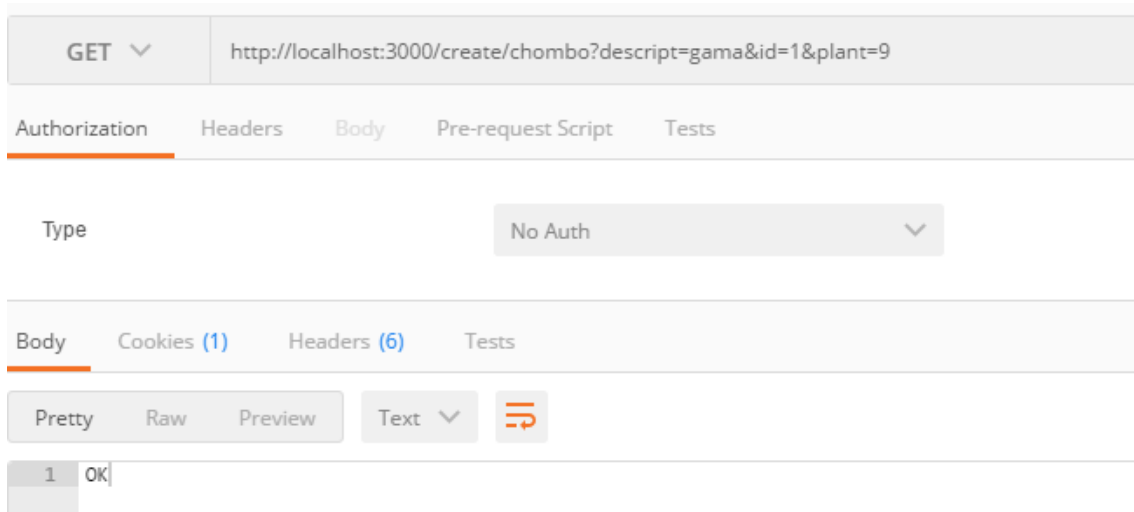 GET http://localhost:3000/create/chombo?descript=gama&id=1&plant=9
Authorization Headers Body Pre-request Script Tests
Type No Auth
Body Cookies (1) Headers (6) Tests
Pretty Raw Preview Text
1 OK